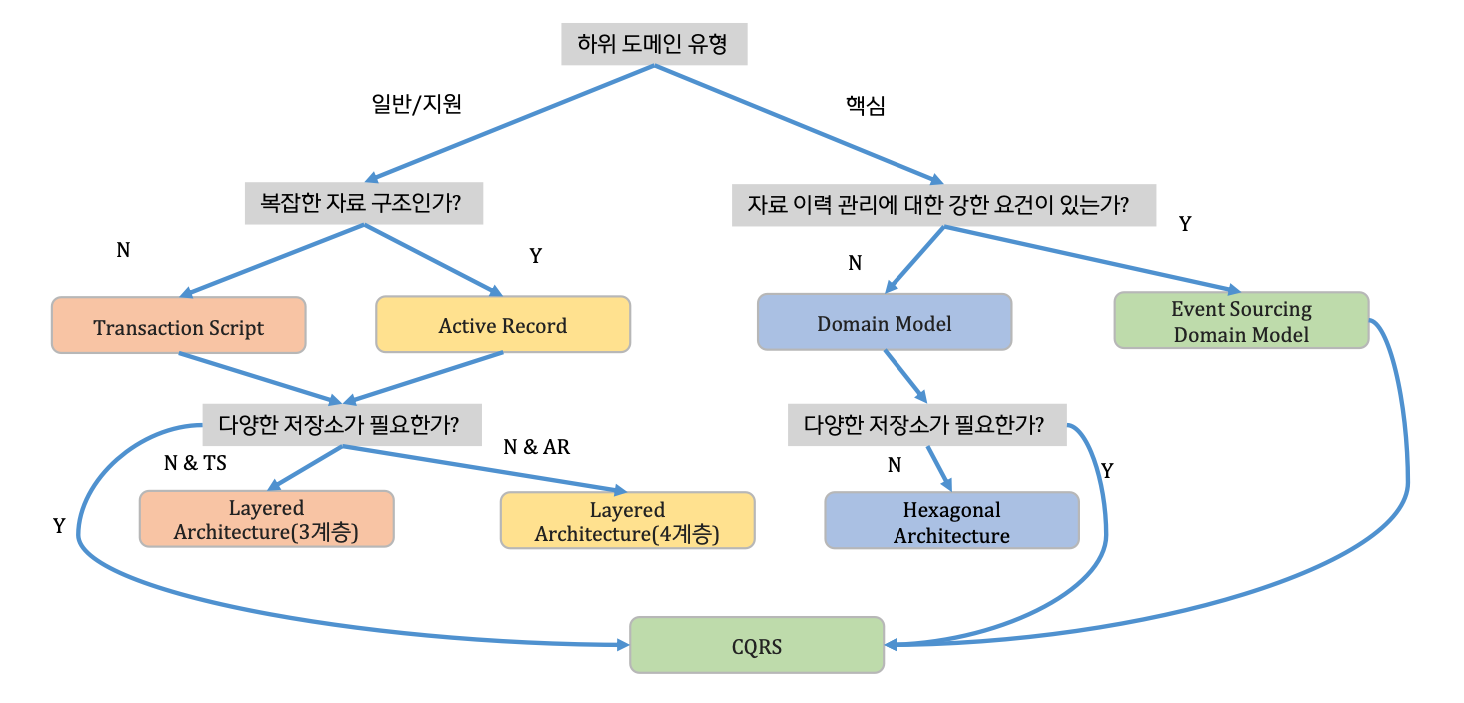 하위 도메인 유형
일반/지원
핵심
복잡한 자료 구조인가?
자료 이력 관리에 대한 강한 요건이 있는가?
N
Y
N
Y
Transaction Script
Active Record
Domain Model
Event Sourcing
Domain Model
다양한 저장소가 필요한가?
다양한 저장소가 필요한가?
N & TS
N & AR
N
Y
Y
Layered
Architecture(3계층)
Layered
Architecture(4계층)
Hexagonal
Architecture
CQRS